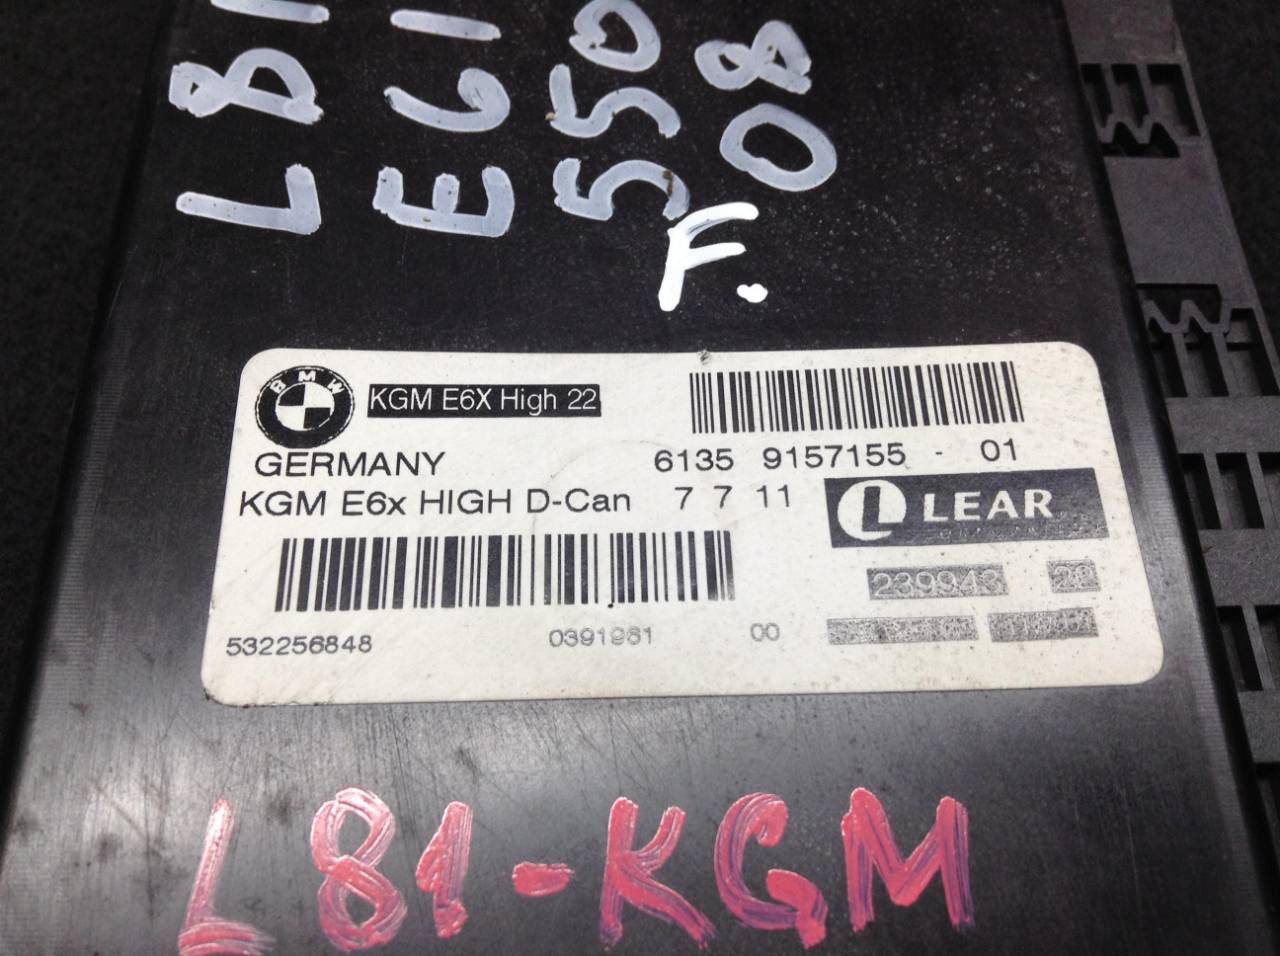 L81
E61
550
08
F.
BMW
KGM E6X High 22
GERMANY
6135 9157155 - 01
KGM E6x HIGH D-Can 7 7 11
LEAR
239943
532256848 0391981 00
L81-KGM